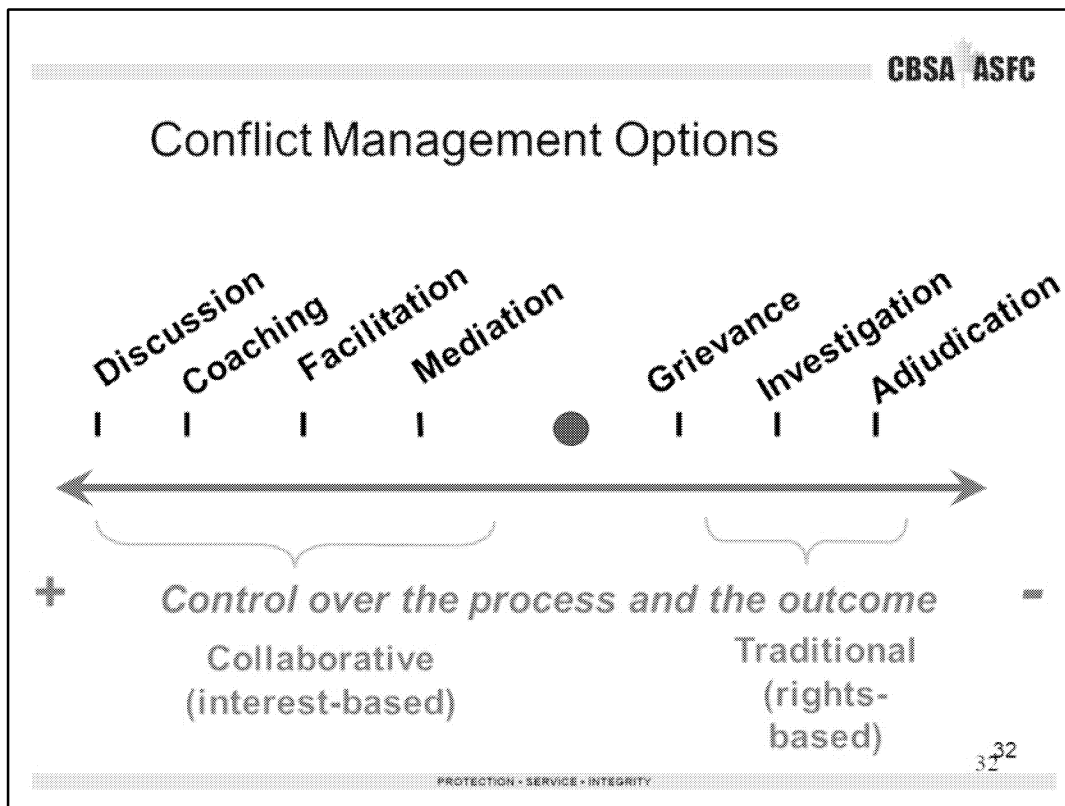 CBSA ASFC
Conflict Management Options
Discussion
Coaching
Facilitation
Mediation
Grievance
Investigation
Adjudication
+ Control over the process and the outcome -
Collaborative
(interest-based)
Traditional
(rights-
based)
32
32
PROTECTION • SERVICE • INTEGRITY